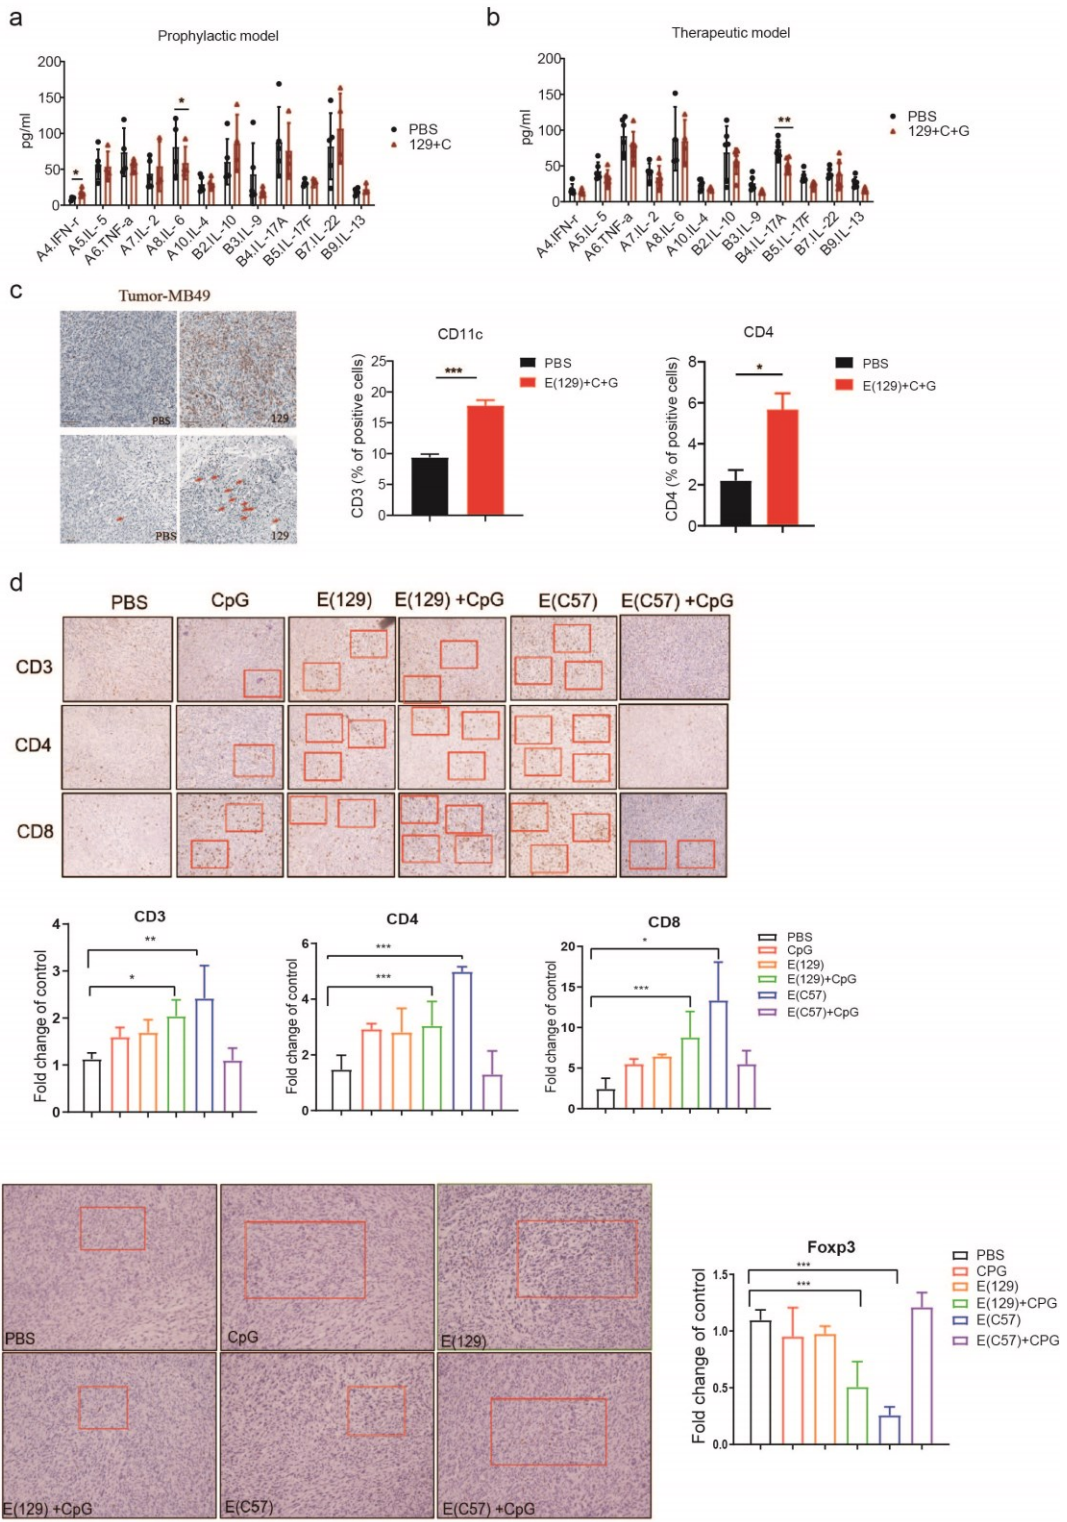 a
Prophylactic model
200
150
100
50
0
pg/ml
*
*
PBS
129+C
A4.IFN-r
A5.IL-5
A6.TNF-a
A7.IL-2
A8.IL-6
A10.IL-4
B2.IL-10
B3.IL-9
B4.IL-17A
B5.IL-17F
B7.IL-22
B9.IL-13
b
Therapeutic model
200
150
100
50
0
pg/ml
**
PBS
129+C+G
A4.IFN-r
A5.IL-5
A6.TNF-a
A7.IL-2
A8.IL-6
A10.IL-4
B2.IL-10
B3.IL-9
B4.IL-17A
B5.IL-17F
B7.IL-22
B9.IL-13
c
Tumor-MB49
PBS
129
PBS
129
CD11c
25
20
15
10
5
0
CD3 (% of positive cells)
***
PBS
E(129)+C+G
CD4
8
6
4
2
0
CD4 (% of positive cells)
*
PBS
E(129)+C+G
d
PBS CpG E(129) E(129) +CpG E(C57) E(C57) +CpG
CD3
CD4
CD8
CD3
4
3
2
1
0
Fold change of control
**
*
CD4
6
4
2
0
Fold change of control
***
***
CD8
20
15
10
5
0
Fold change of control
*
***
PBS
CpG
E(129)
E(129)+CpG
E(C57)
E(C57)+CpG
PBS
CpG
E(129)
E(129) +CpG
E(C57)
E(C57) +CpG
Foxp3
1.5
1.0
0.5
0.0
Fold change of control
***
***
PBS
CPG
E(129)
E(129)+CPG
E(C57)
E(C57)+CPG